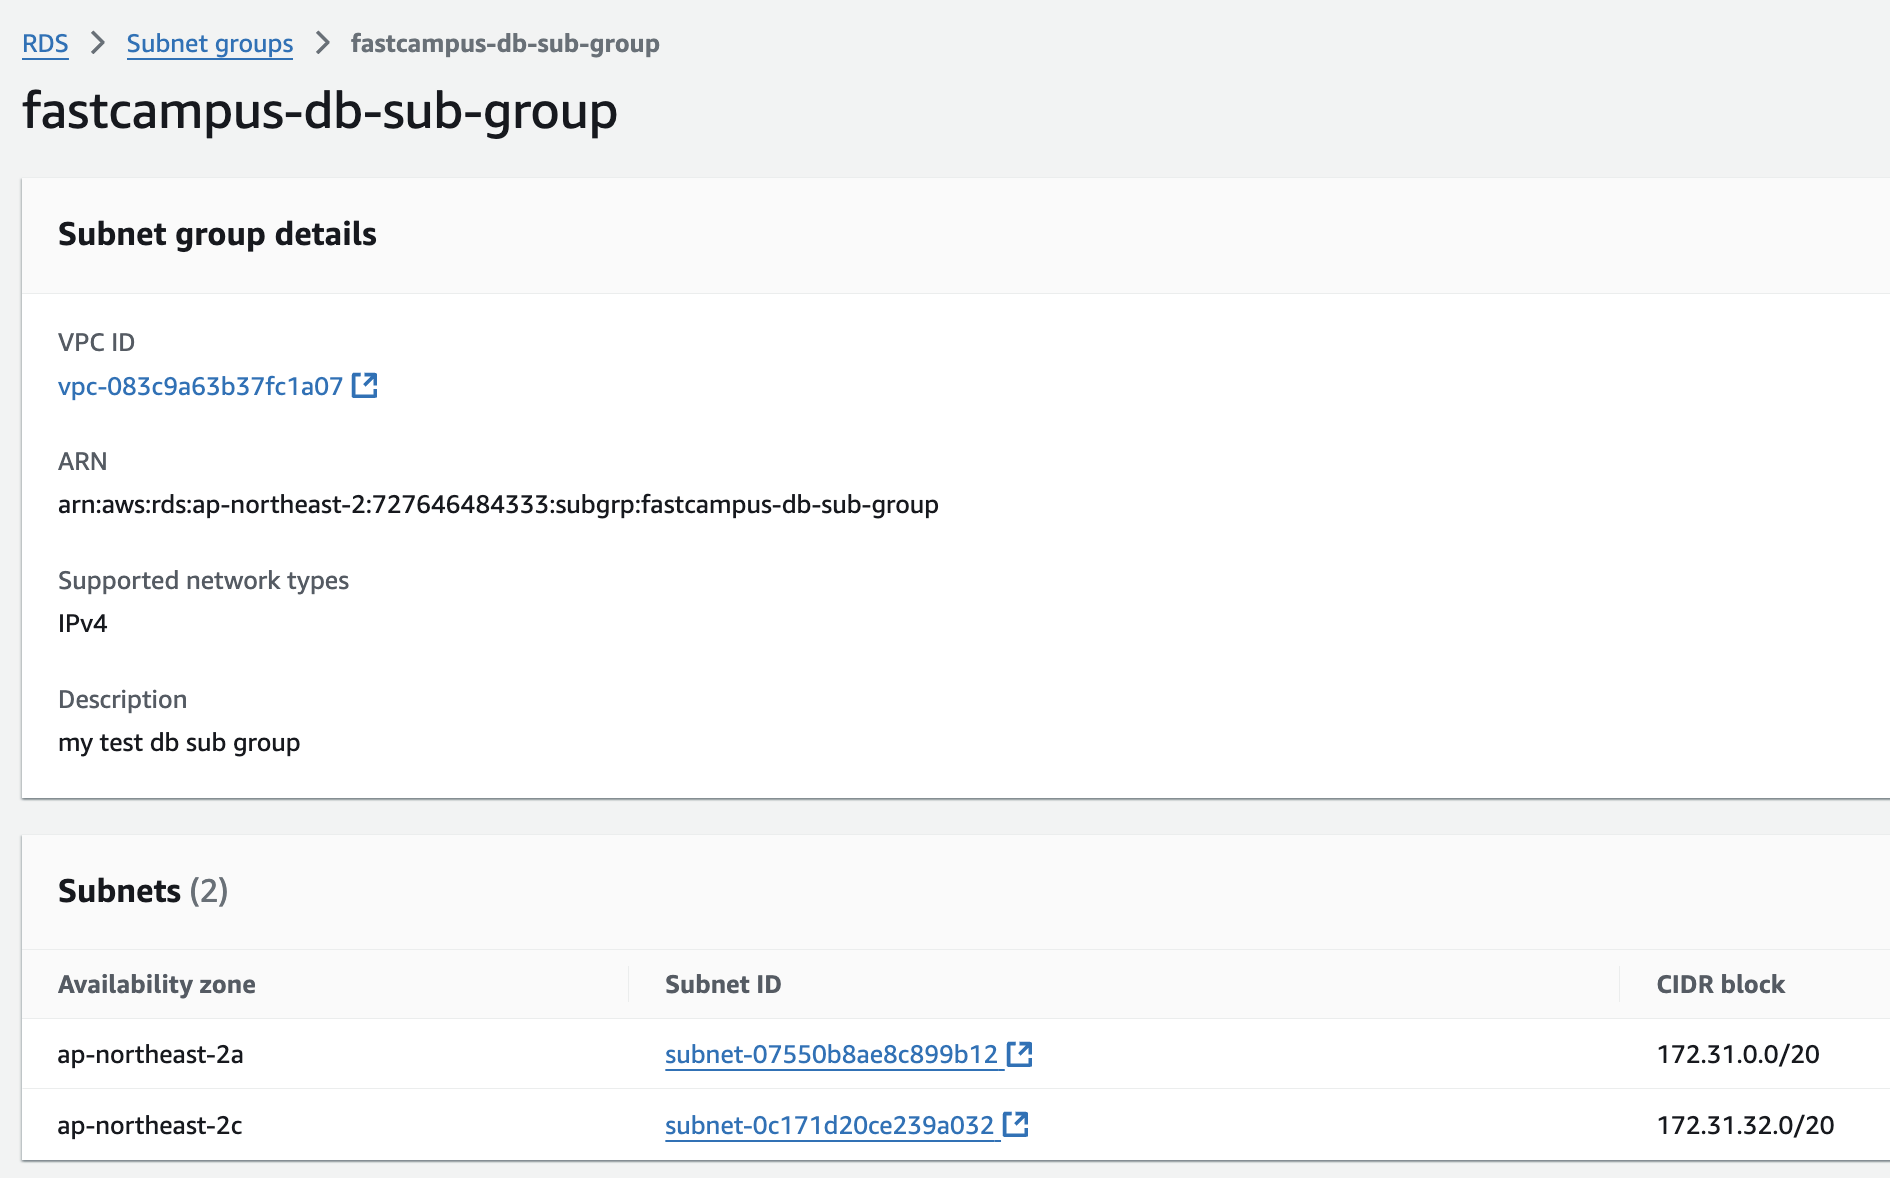 RDS > Subnet groups > fastcampus-db-sub-group
fastcampus-db-sub-group
Subnet group details
VPC ID
vpc-083c9a63b37fc1a07
ARN
arn:aws:rds:ap-northeast-2:727646484333:subgrp:fastcampus-db-sub-group
Supported network types
IPv4
Description
my test db sub group
Subnets (2)
Availability zone Subnet ID CIDR block
ap-northeast-2a subnet-07550b8ae8c899b12 172.31.0.0/20
ap-northeast-2c subnet-0c171d20ce239a032 172.31.32.0/20